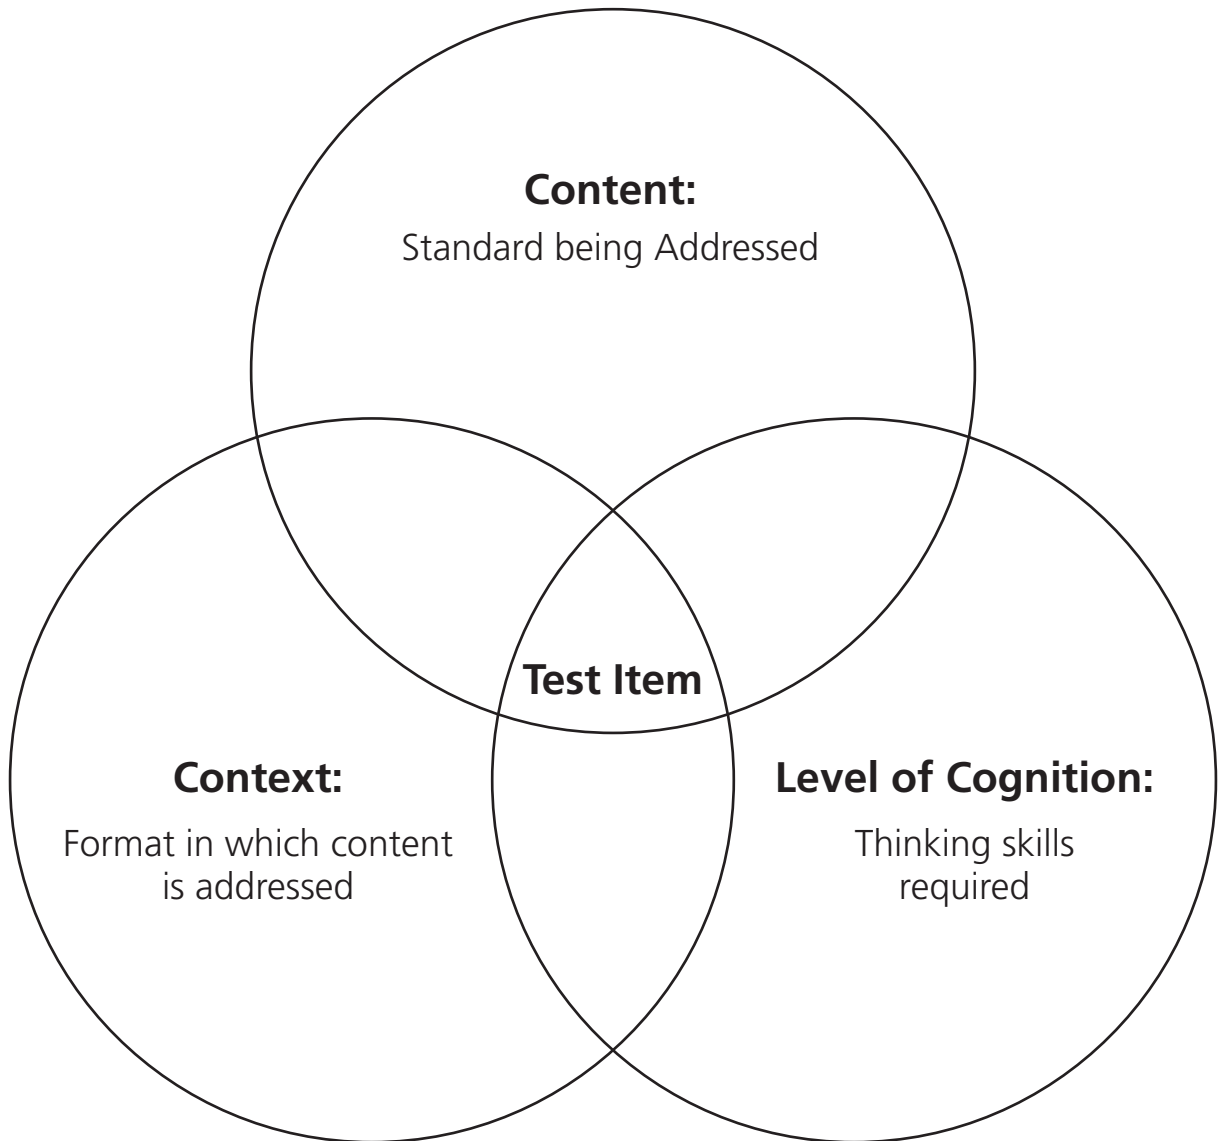 Content:
Standard being Addressed
Test Item
Context:
Format in which content
is addressed
Level of Cognition:
Thinking skills
required